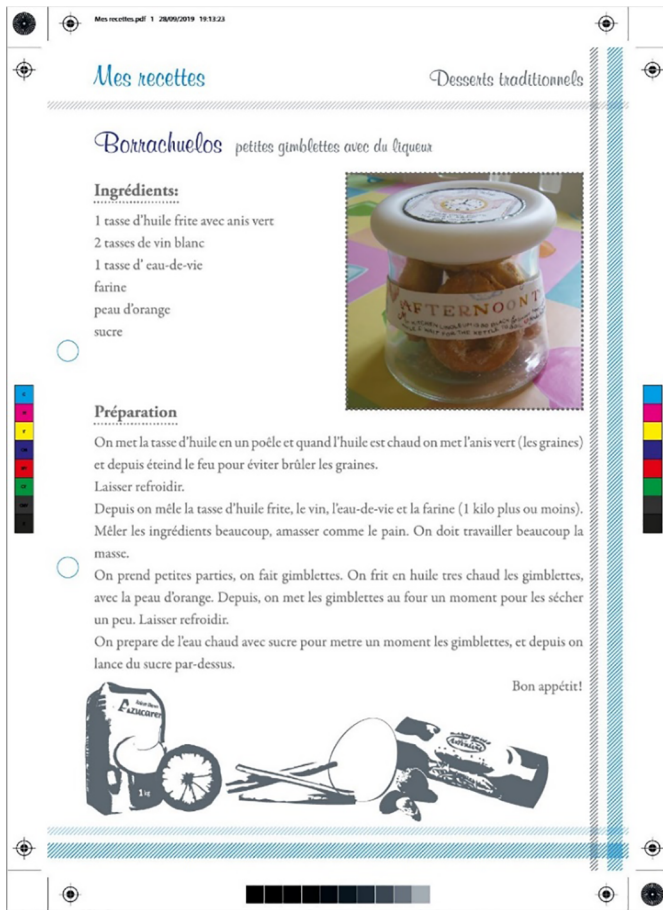 Mes recettes.pdf 1 28/09/2019 19:13:23
Mes recettes
Desserts traditionnels
Borrachuelos petites gimblettes avec du liqueur
Ingrédients:
1 tasse d'huile frite avec anis vert
2 tasses de vin blanc
1 tasse d' eau-de-vie
farine
peau d'orange
sucre
AFTERNOON T
Préparation
On met la tasse d'huile en un poêle et quand l'huile est chaud on met l'anis vert (les graines)
et depuis éteind le feu pour éviter brûler les graines.
Laisser refroidir.
Depuis on mêle la tasse d'huile frite, le vin, l'eau-de-vie et la farine (1 kilo plus ou moins).
Mêler les ingrédients beaucoup, amasser comme le pain. On doit travailler beaucoup la
masse.
On prend petites parties, on fait gimblettes. On frit en huile tres chaud les gimblettes,
avec la peau d'orange. Depuis, on met les gimblettes au four un moment pour les sécher
un peu. Laisser refroidir.
On prepare de l'eau chaud avec sucre pour metre un moment les gimblettes, et depuis on
lance du sucre par-dessus.
Bon appétit!
Azucarer
1 kg